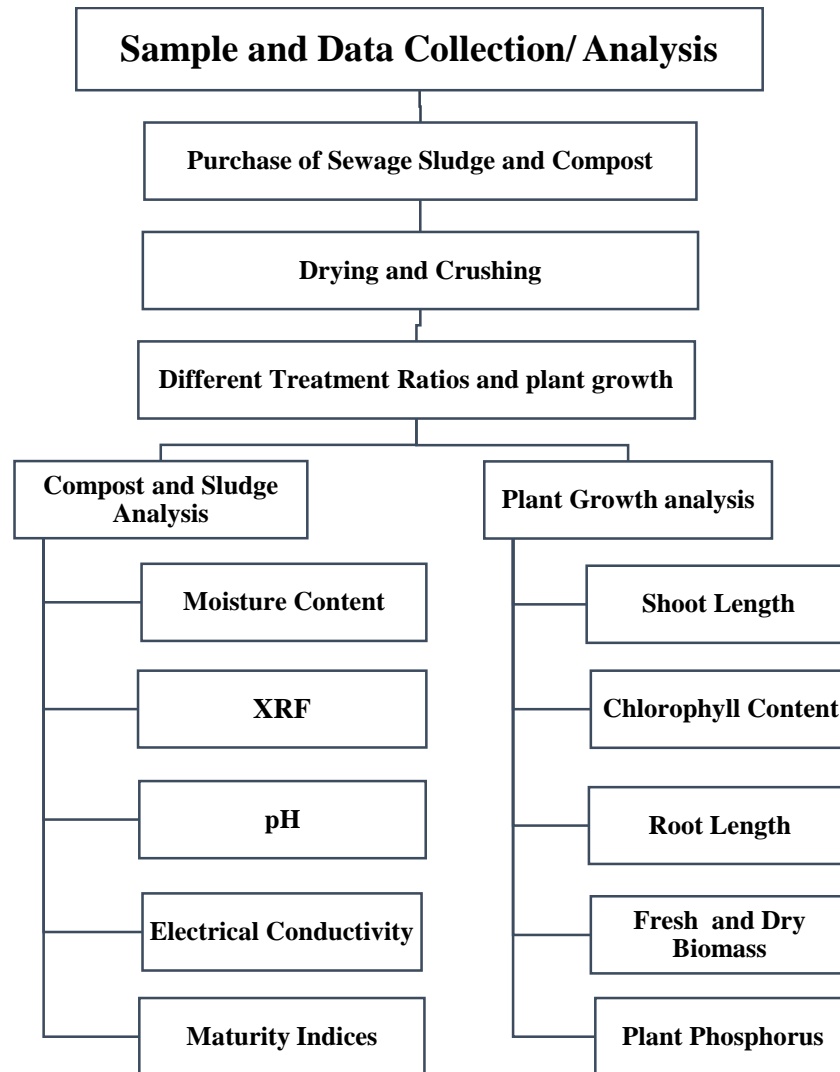 Sample and Data Collection/ Analysis
Purchase of Sewage Sludge and Compost
Drying and Crushing
Different Treatment Ratios and plant growth
Compost and Sludge
Analysis
Moisture Content
XRF
pH
Electrical Conductivity
Maturity Indices
Plant Growth analysis
Shoot Length
Chlorophyll Content
Root Length
Fresh and Dry
Biomass
Plant Phosphorus